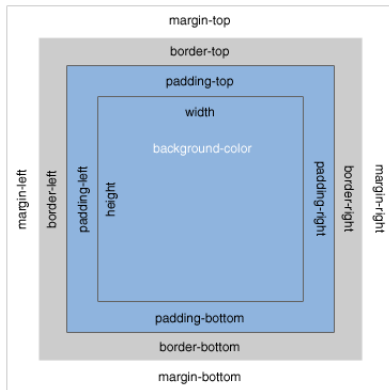 margin-top
border-top
padding-top
width
background-color
margin-left
border-left
padding-left
height
padding-right
border-right
margin-right
padding-bottom
border-bottom
margin-bottom